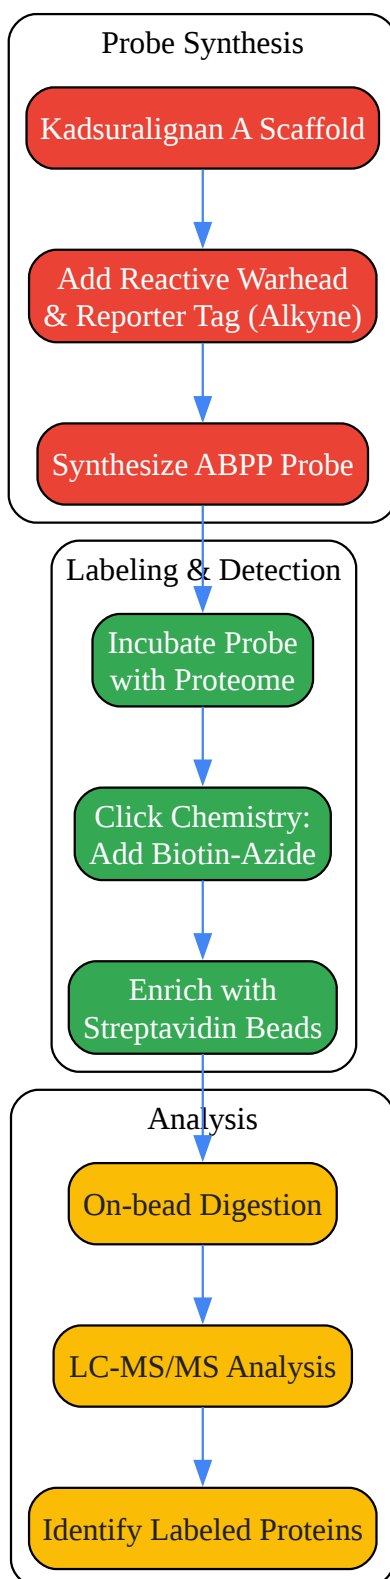 Probe Synthesis
Kadsuralignan A Scaffold
Add Reactive Warhead
& Reporter Tag (Alkyne)
Synthesize ABPP Probe
Labeling & Detection
Incubate Probe
with Proteome
Click Chemistry:
Add Biotin-Azide
Enrich with
Streptavidin Beads
Analysis
On-bead Digestion
LC-MS/MS Analysis
Identify Labeled Proteins